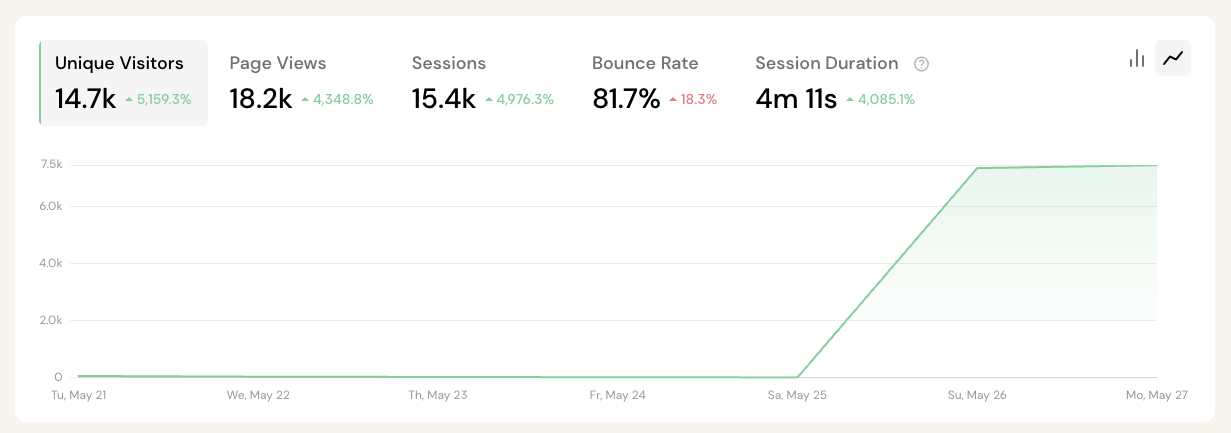 Unique Visitors
14.7k 5,159.3%
Page Views
18.2k 4,348.8%
Sessions
15.4k 4,976.3%
Bounce Rate
81.7% 18.3%
Session Duration ?
4m 11s 4,085.1%
7.5k
6.0k
4.0k
2.0k
0
Tu, May 21 We, May 22 Th, May 23 Fr, May 24 Sa, May 25 Su, May 26 Mo, May 27